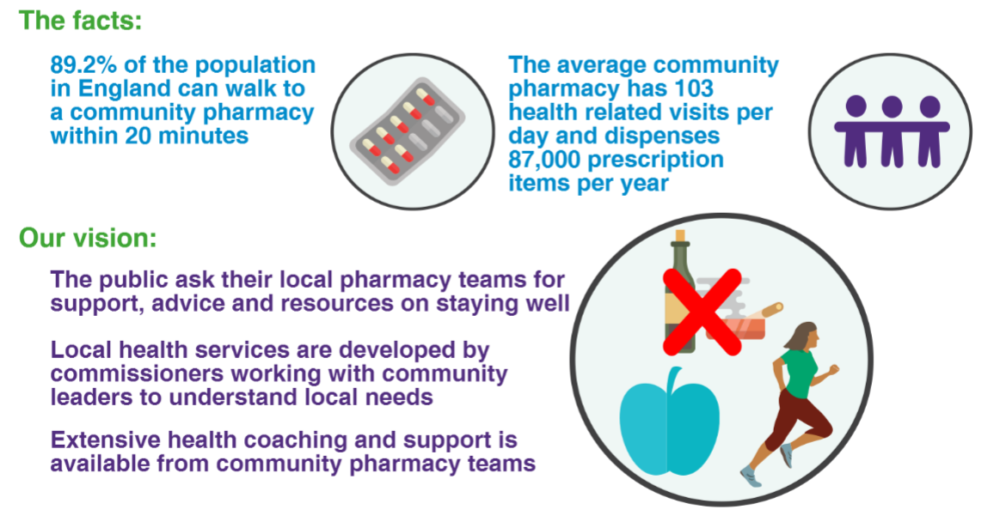 The facts:
89.2% of the population
in England can walk to
a community pharmacy
within 20 minutes
The average community
pharmacy has 103
health related visits per
day and dispenses
87,000 prescription
items per year
Our vision:
The public ask their local pharmacy teams for
support, advice and resources on staying well
Local health services are developed by
commissioners working with community
leaders to understand local needs
Extensive health coaching and support is
available from community pharmacy teams